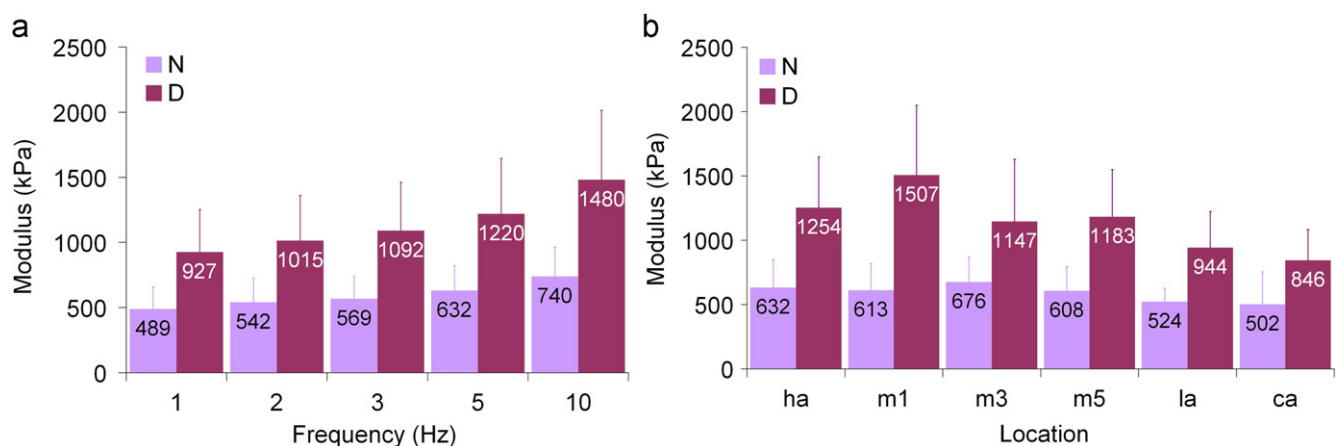 a
2500
2000
1500
1000
500
0
Modulus (kPa)
N
D
489
927
542
1015
569
1092
632
1220
740
1480
1 2 3 5 10
Frequency (Hz)
b
2500
2000
1500
1000
500
0
Modulus (kPa)
N
D
632
1254
613
1507
676
1147
608
1183
524
944
502
846
ha m1 m3 m5 la ca
Location